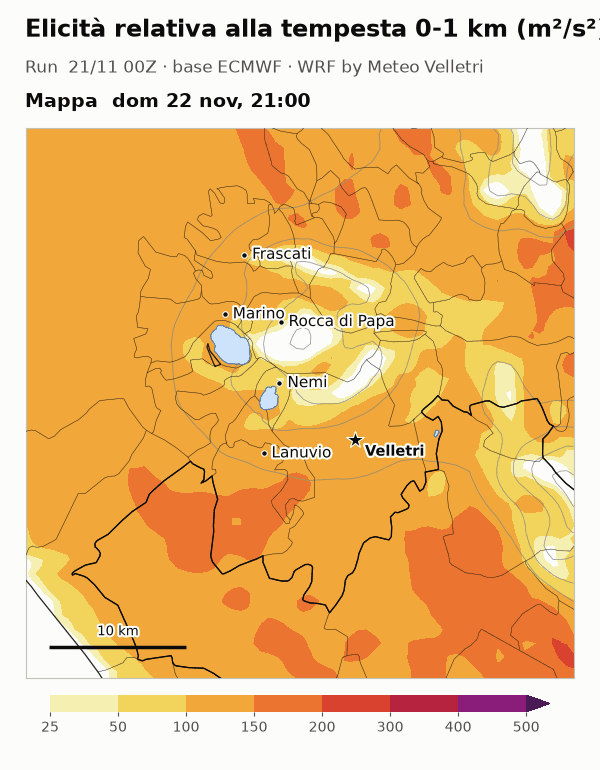 Elicità relativa alla tempesta 0-1 km (m²/s²)
Run  21/11 00Z · base ECMWF · WRF by Meteo Velletri
Mappa  dom 22 nov, 21:00
Frascati
Marino
Rocca di Papa
Nemi
Velletri
Lanuvio
10 km
25 50 100 150 200 300 400 500